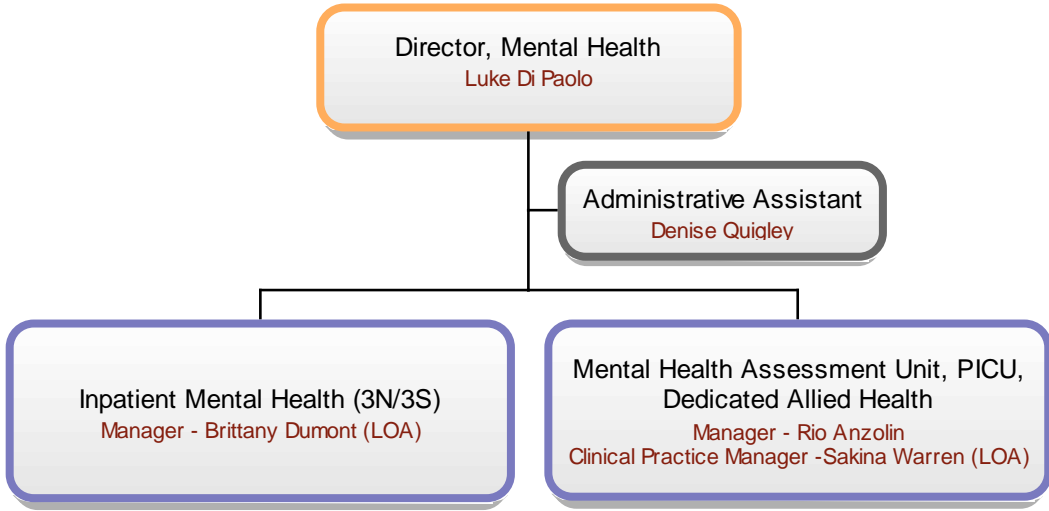 Director, Mental Health
Luke Di Paolo
Administrative Assistant
Denise Quigley
Inpatient Mental Health (3N/3S)
Manager - Brittany Dumont (LOA)
Mental Health Assessment Unit, PICU,
Dedicated Allied Health
Manager - Rio Anzolin
Clinical Practice Manager -Sakina Warren (LOA)